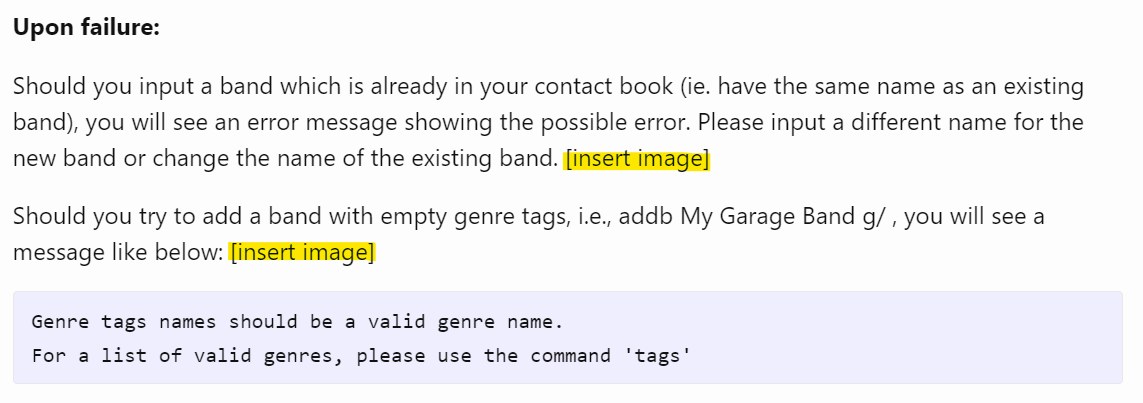 Upon failure:
Should you input a band which is already in your contact book (ie. have the same name as an existing
band), you will see an error message showing the possible error. Please input a different name for the
new band or change the name of the existing band. [insert image]
Should you try to add a band with empty genre tags, i.e., addb My Garage Band g/ , you will see a
message like below: [insert image]
Genre tags names should be a valid genre name.
For a list of valid genres, please use the command 'tags'